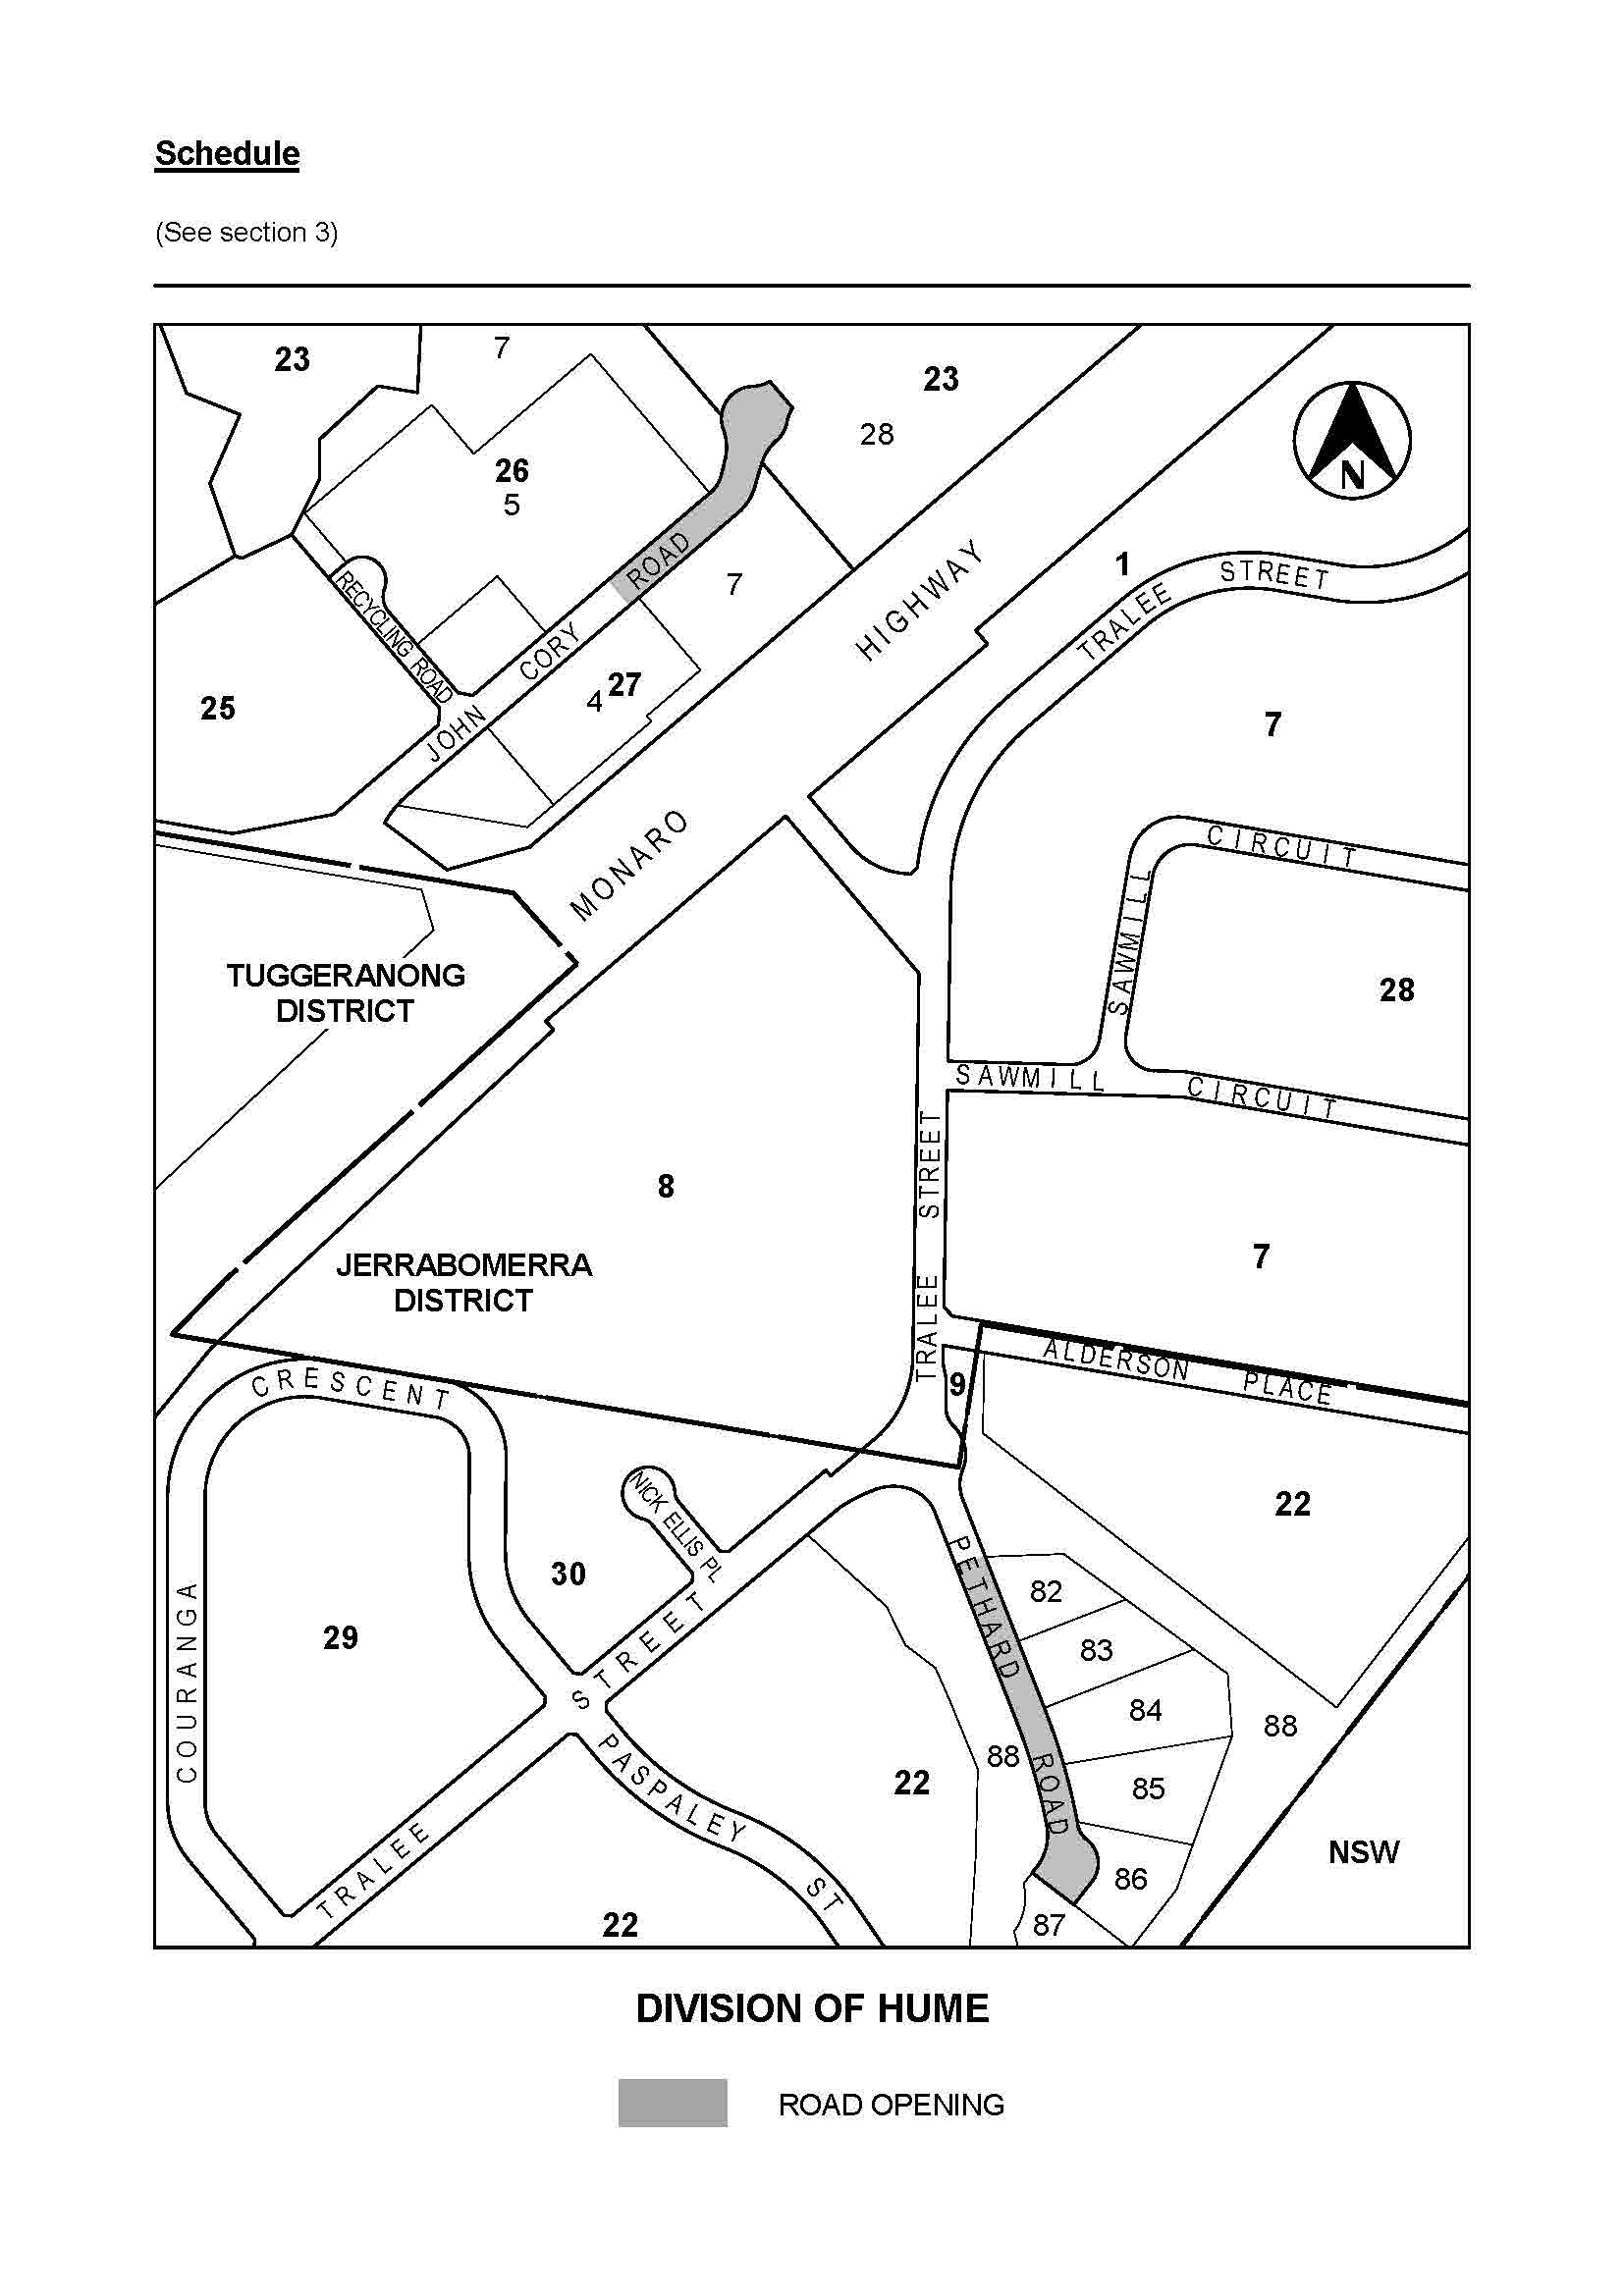 Schedule
(See section 3)
23
7
23
28
26
5
N
JOHN CORY ROAD
RECYCLING ROAD
7
1
TRALEE STREET
MONARO HIGHWAY
25
4
27
7
SAWMILL CIRCUIT
TUGGERANONG
DISTRICT
28
SAWMILL CIRCUIT
TRALEE STREET
8
7
JERRABOMERRA
DISTRICT
ALDERSON PLACE
9
CRESCENT
COURANGA
NICK ELLIS PL
22
30
29
PETHARD ROAD
82
83
84
88
88
85
86
87
TRALEE STREET
PASPALEY ST
22
22
NSW
DIVISION OF HUME
ROAD OPENING